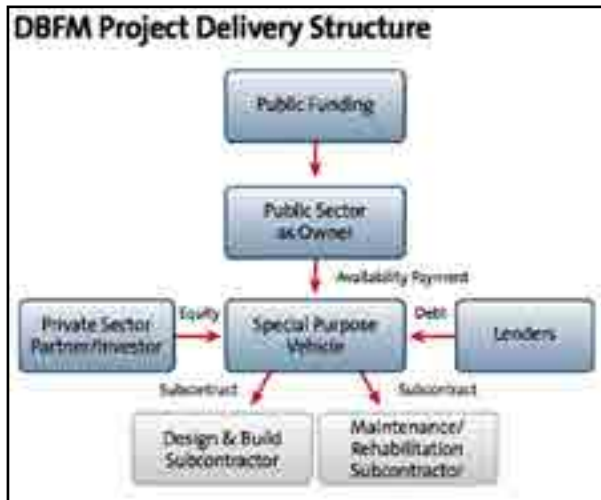 DBFM Project Delivery Structure
Public Funding
Public Sector
as Owner
Availability Payment
Private Sector
Partner/Investor
Equity
Special Purpose
Vehicle
Debt
Lenders
Subcontract
Subcontract
Design & Build
Subcontractor
Maintenance/
Rehabilitation
Subcontractor